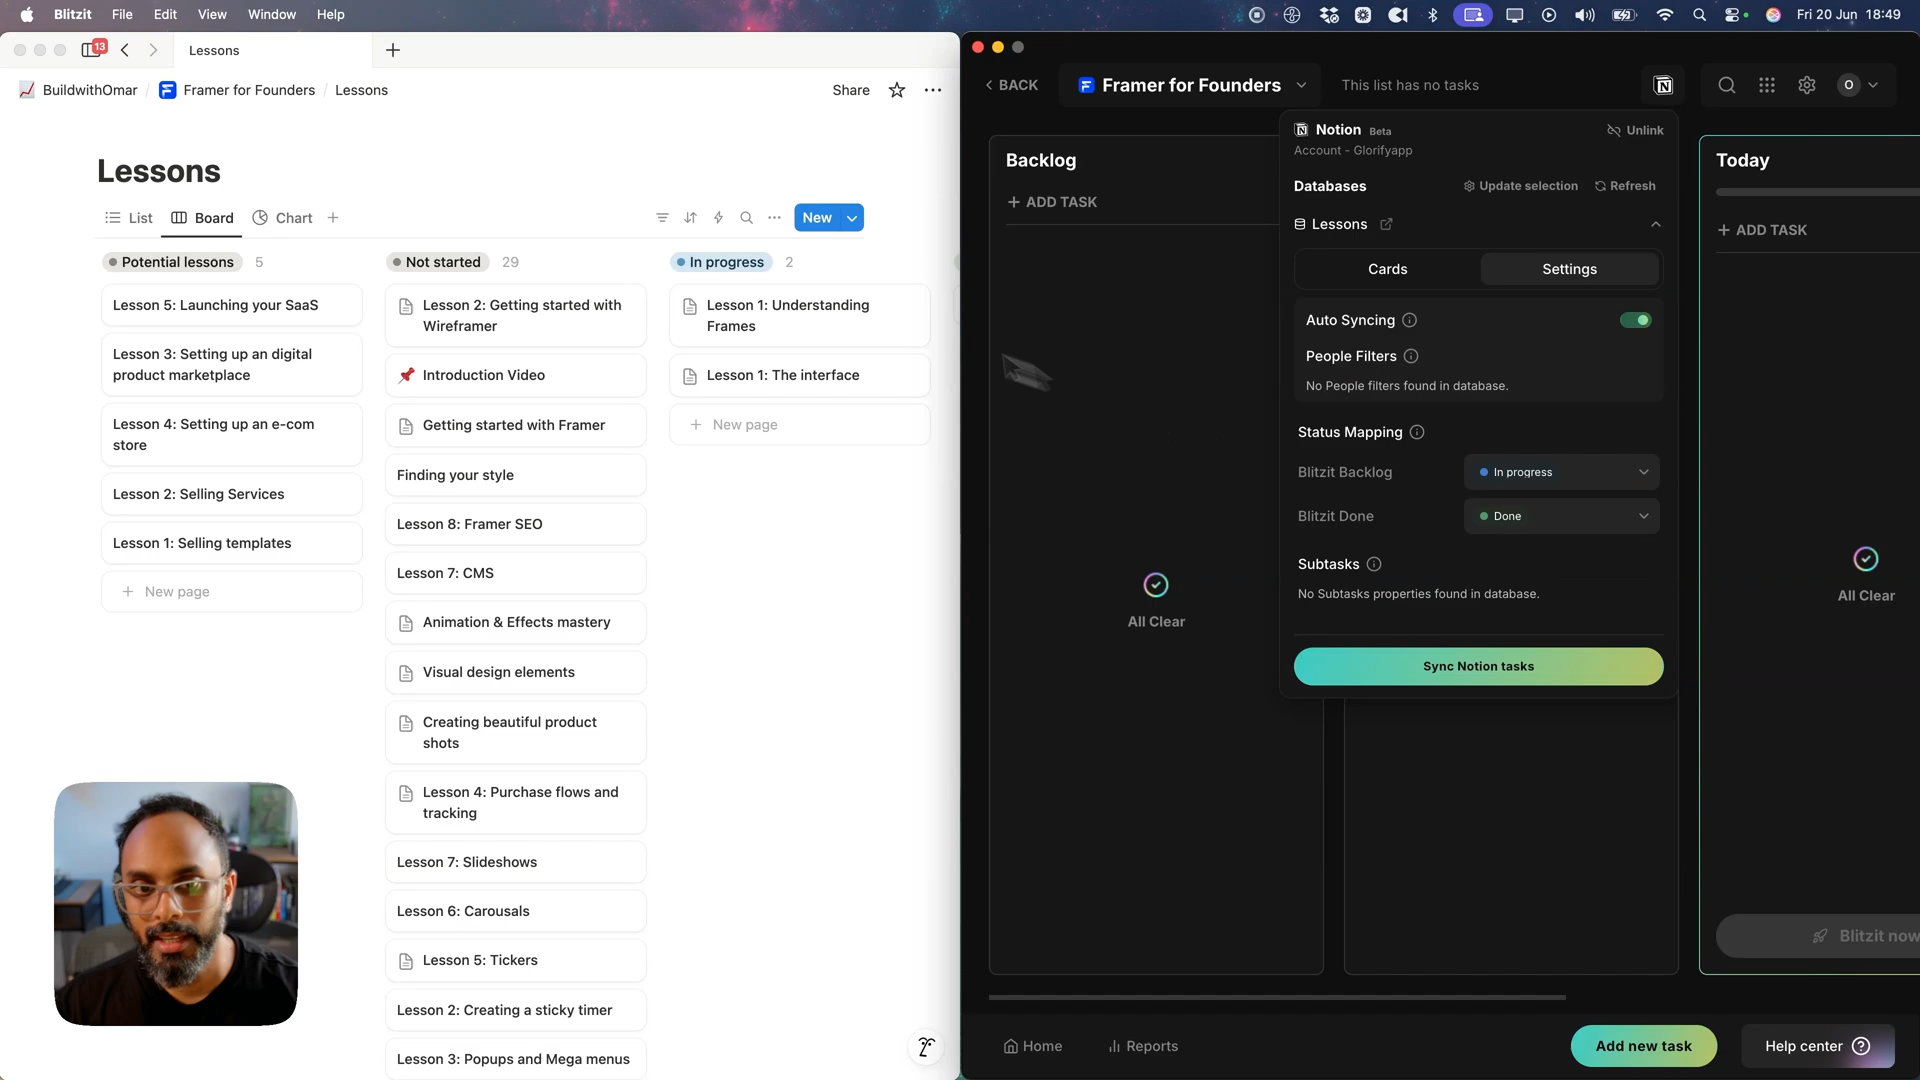 Blitzit File Edit View Window Help
Fri 20 Jun 18:49
13
Lessons
BuildwithOmar / Framer for Founders / Lessons
Share
Lessons
List
Board
Chart
New
Potential lessons 5
Lesson 5: Launching your SaaS
Lesson 3: Setting up an digital
product marketplace
Lesson 4: Setting up an e-com
store
Lesson 2: Selling Services
Lesson 1: Selling templates
New page
Not started 29
Lesson 2: Getting started with
Wireframer
Introduction Video
Getting started with Framer
Finding your style
Lesson 8: Framer SEO
Lesson 7: CMS
Animation & Effects mastery
Visual design elements
Creating beautiful product
shots
Lesson 4: Purchase flows and
tracking
Lesson 7: Slideshows
Lesson 6: Carousals
Lesson 5: Tickers
Lesson 2: Creating a sticky timer
Lesson 3: Popups and Mega menus
In progress 2
Lesson 1: Understanding
Frames
Lesson 1: The interface
New page
BACK
Framer for Founders
This list has no tasks
O
Backlog
ADD TASK
All Clear
Notion Beta
Unlink
Account - Glorifyapp
Databases
Update selection
Refresh
Lessons
Cards
Settings
Auto Syncing
People Filters
No People filters found in database.
Status Mapping
Blitzit Backlog
In progress
Blitzit Done
Done
Subtasks
No Subtasks properties found in database.
Sync Notion tasks
Today
ADD TASK
All Clear
Blitzit now
Home
Reports
Add new task
Help center